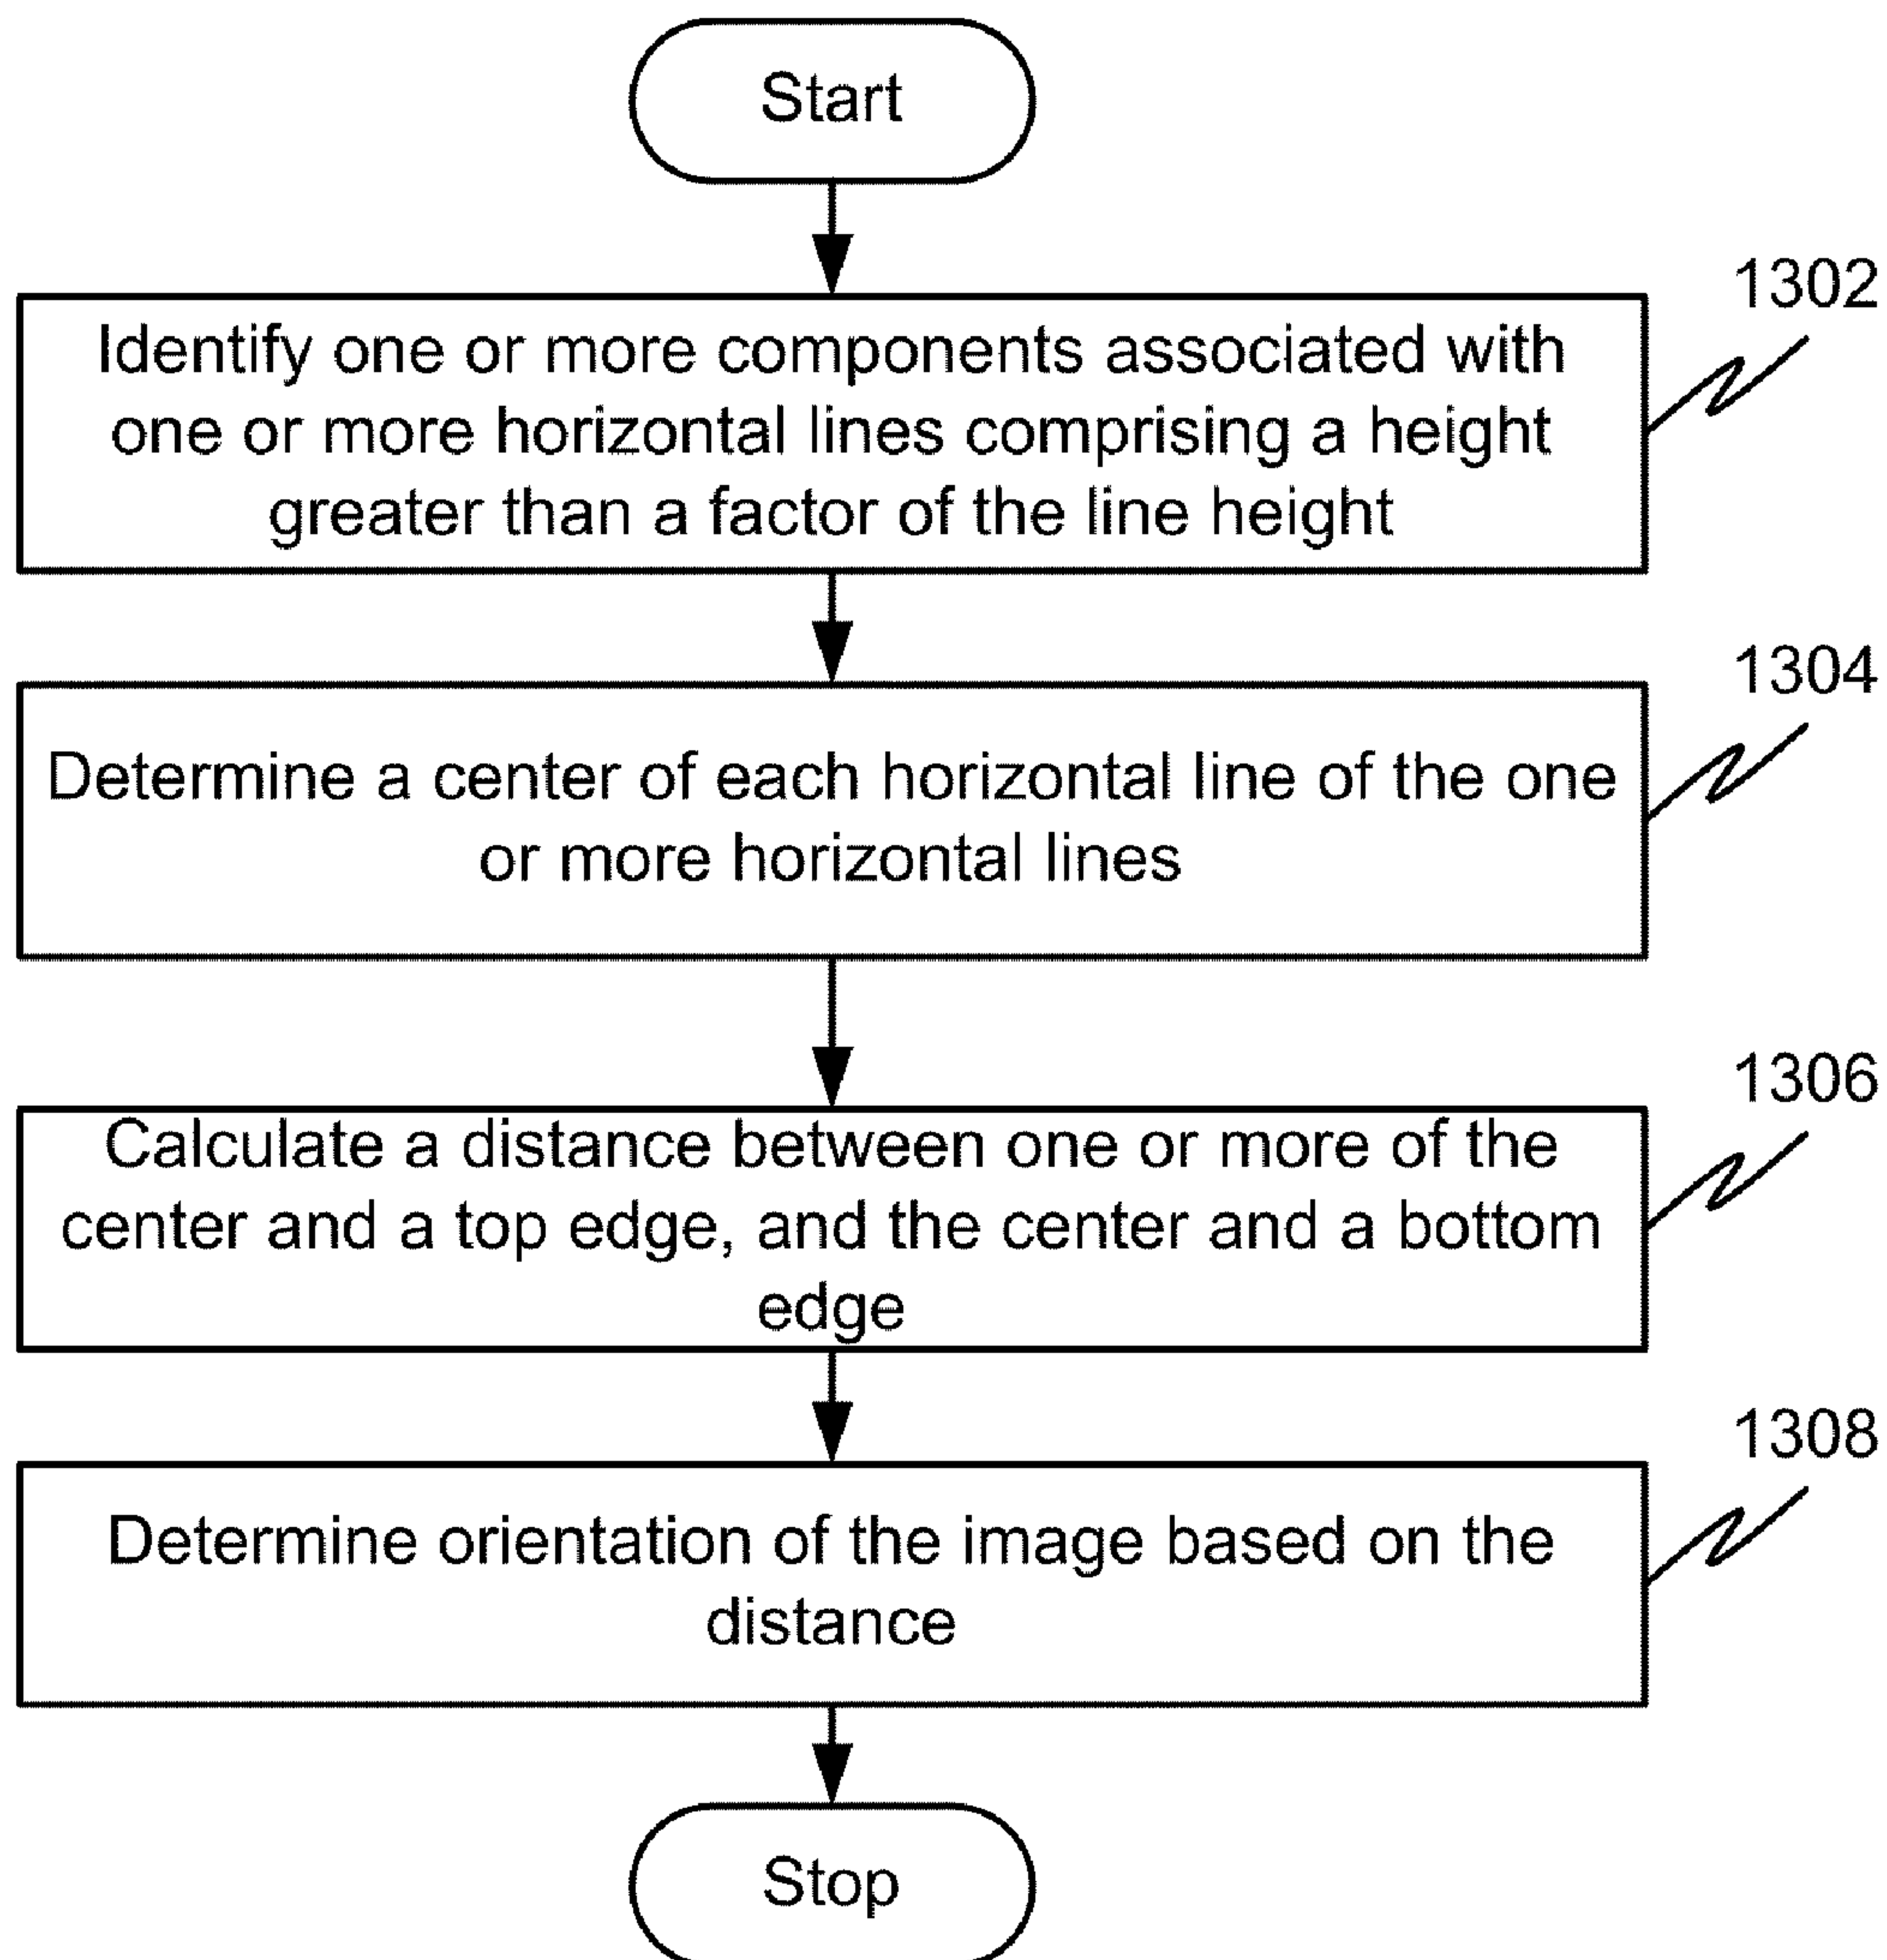 Start
1302
Identify one or more components associated with
one or more horizontal lines comprising a height
greater than a factor of the line height
1304
Determine a center of each horizontal line of the one
or more horizontal lines
1306
Calculate a distance between one or more of the
center and a top edge, and the center and a bottom
edge
1308
Determine orientation of the image based on the
distance
Stop